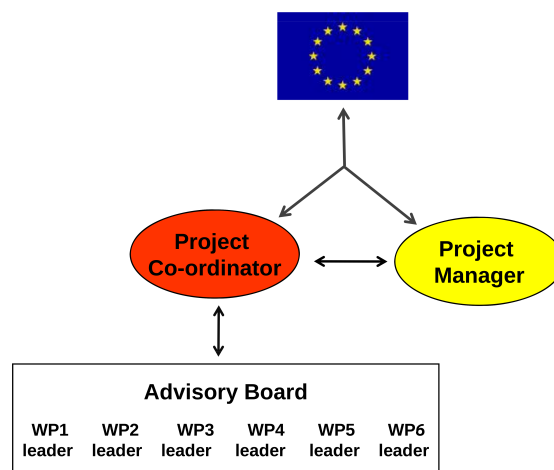 Project
Co-ordinator
Project
Manager
Advisory Board
WP1 WP2 WP3 WP4 WP5 WP6
leader leader leader leader leader leader